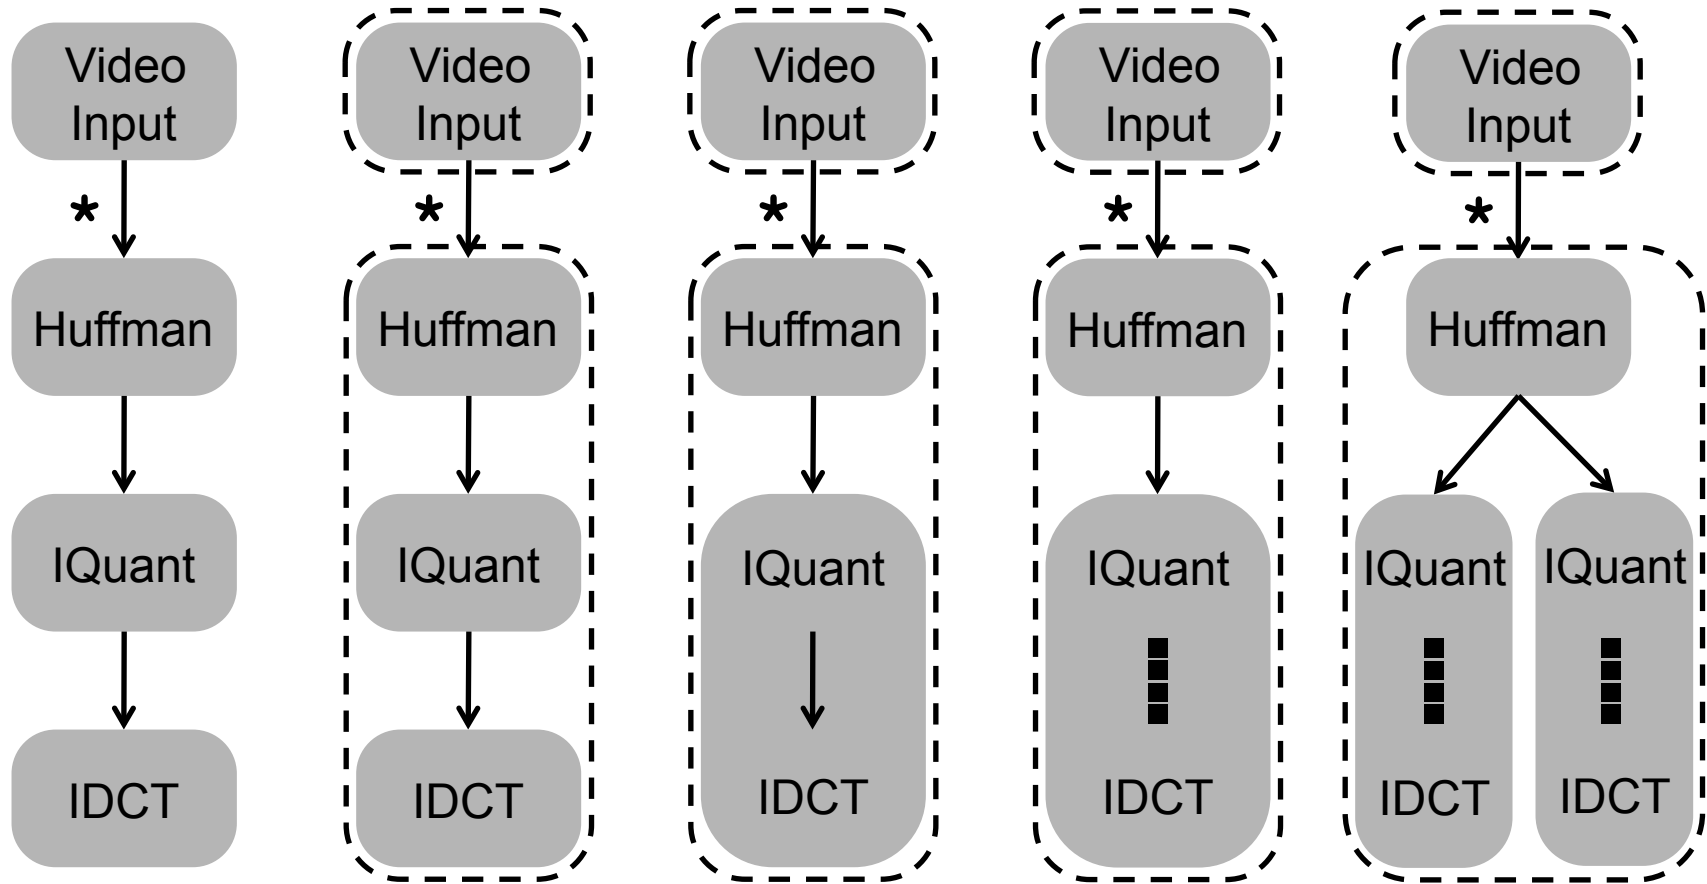 Video
Input
*
Huffman
IQuant
IDCT
Video
Input
*
Huffman
IQuant
IDCT
Video
Input
*
Huffman
IQuant
IDCT
Video
Input
*
Huffman
IQuant
IDCT
Video
Input
*
Huffman
IQuant
IDCT
IQuant
IDCT